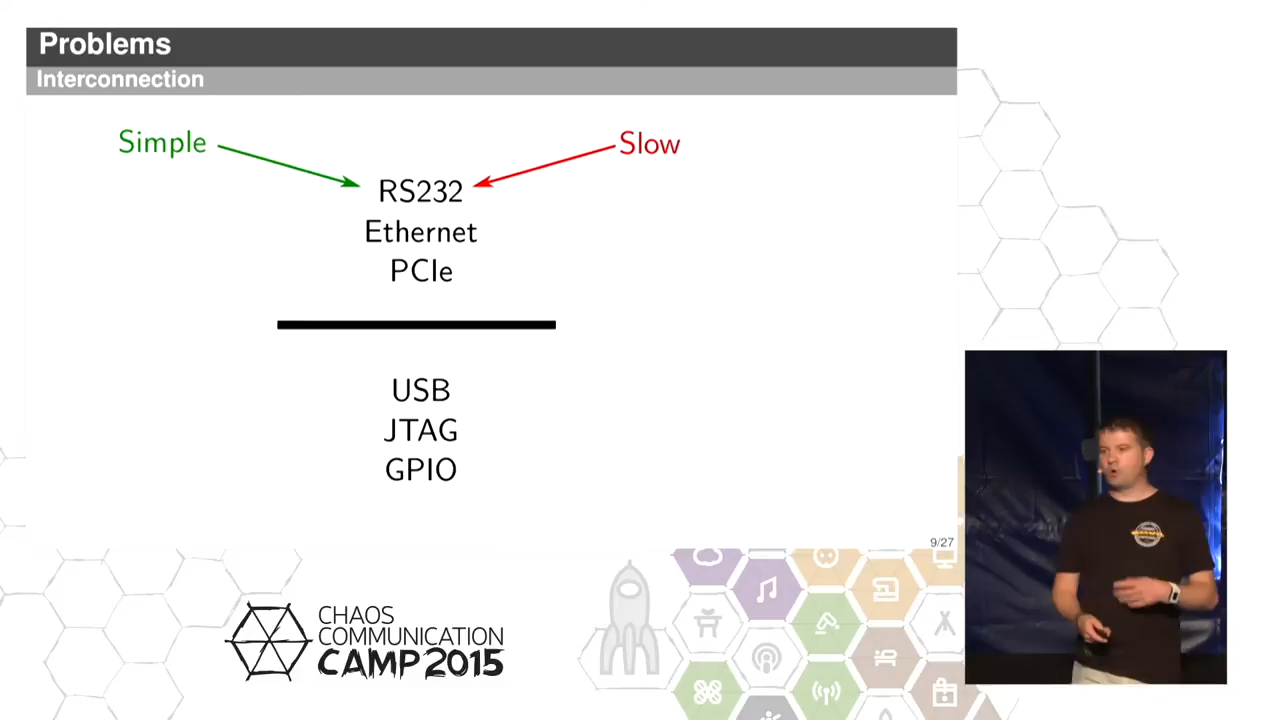 Problems
Interconnection
Simple
Slow
RS232
Ethernet
PCIe
USB
JTAG
GPIO
9/27
CHAOS
COMMUNICATION
CAMP 2015